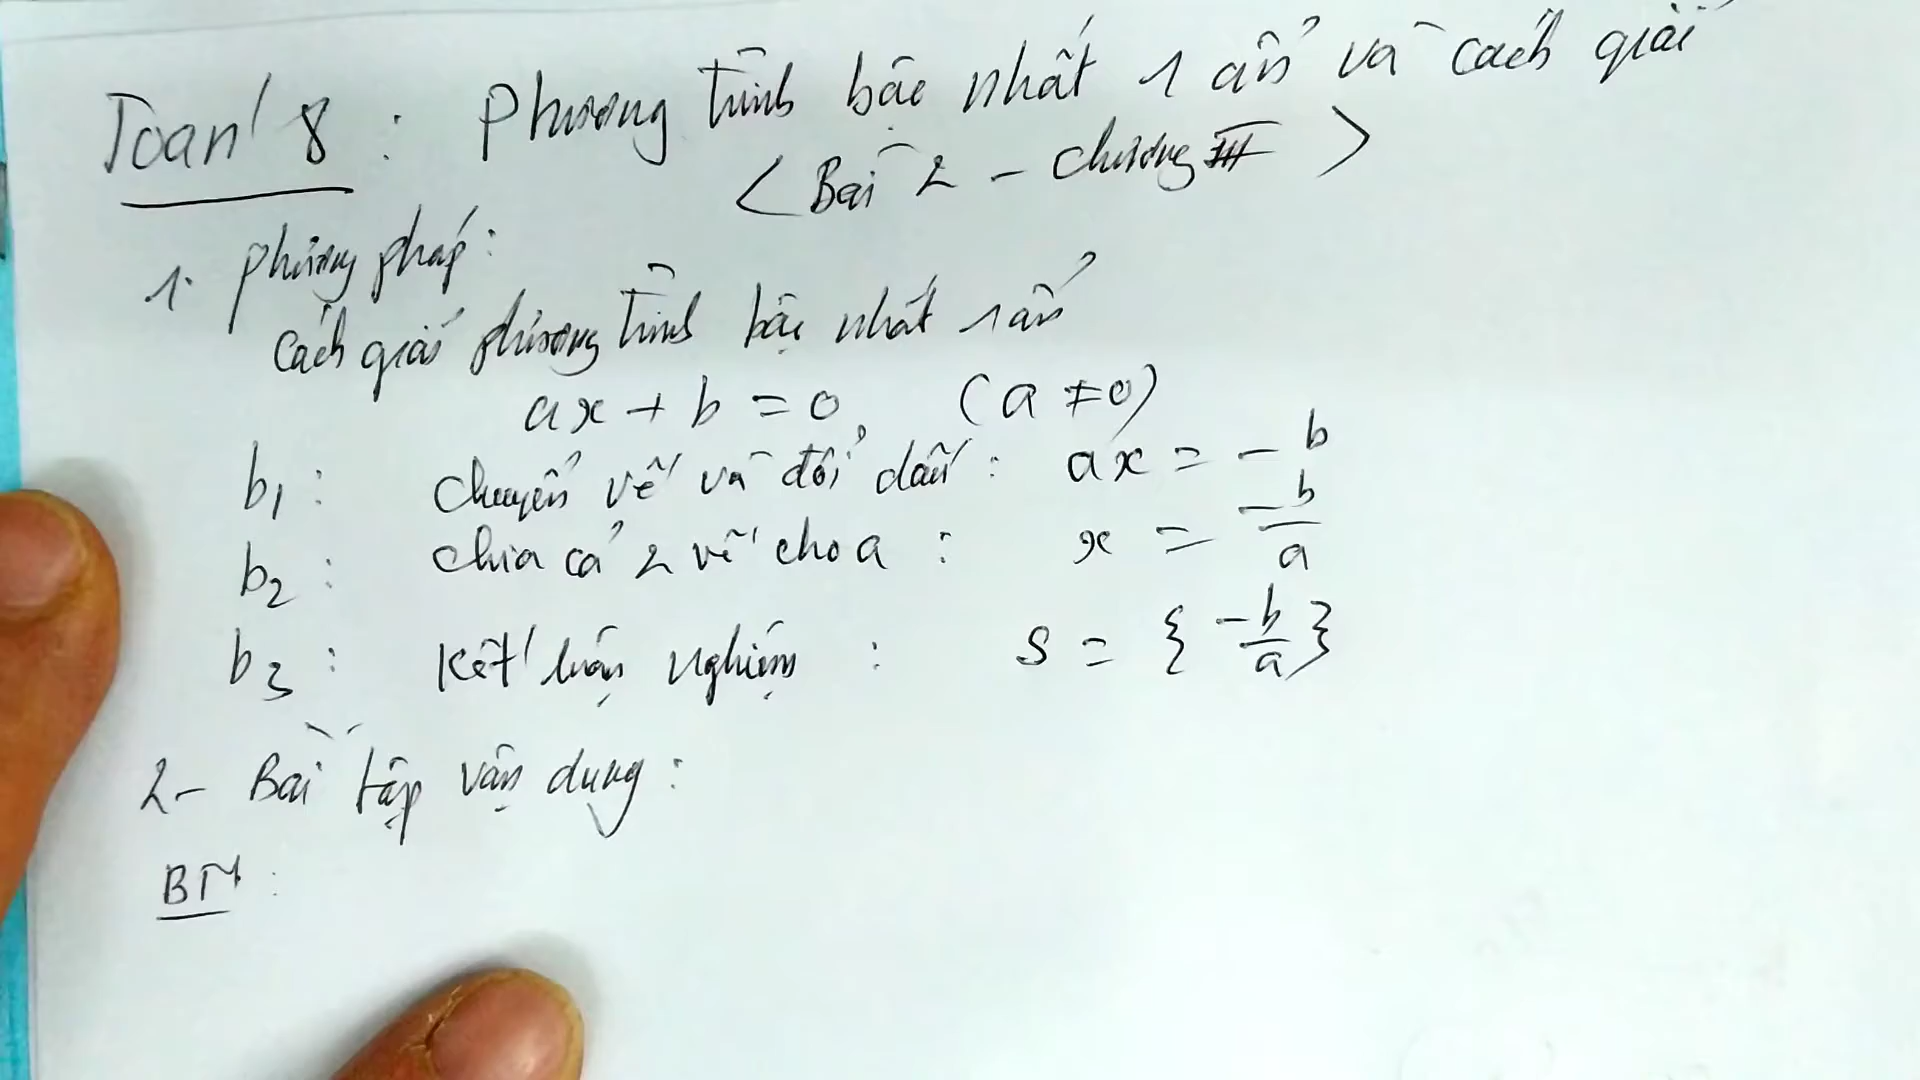 Toán 8 : Phương trình bậc nhất 1 ẩn và cách giải
< Bài 2 - chương III >
1. phương pháp :
Cách giải phương trình bậc nhất 1 ẩn
ax + b = 0 (a ≠ 0)
b1 : chuyển vế và đổi dấu : ax = - b
b2 : chia cả 2 vế cho a : x = -b/a
b3 : Kết luận nghiệm : S = { -b/a }
2- Bài tập vận dụng :